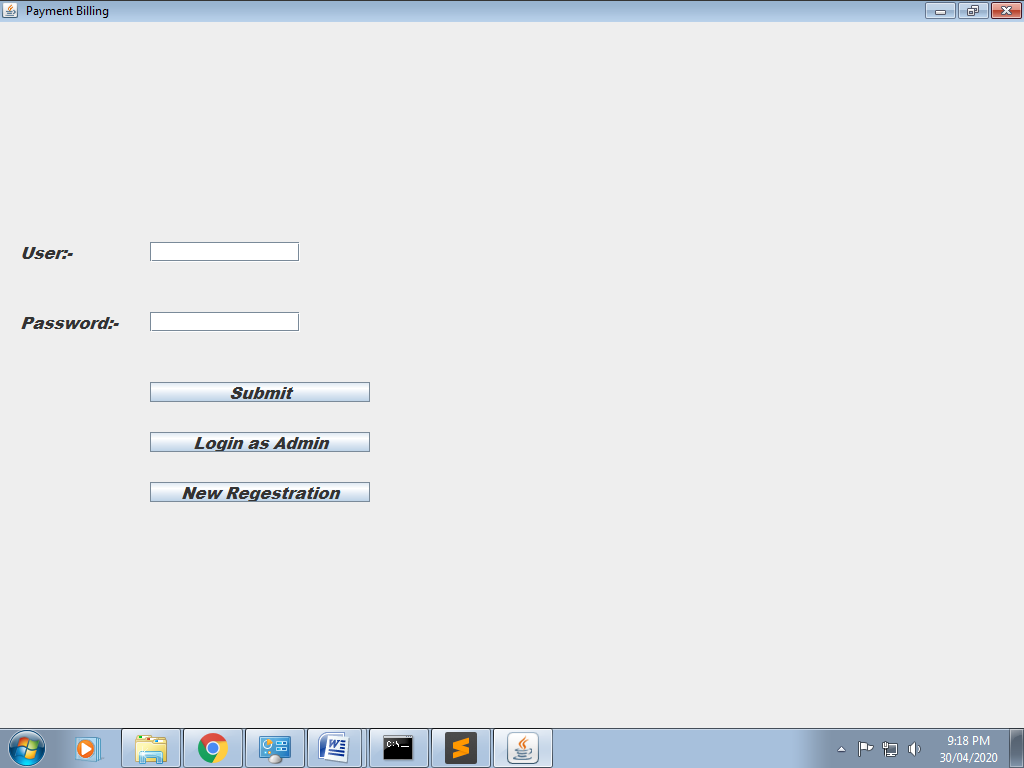 Payment Billing
User:-
Password:-
Submit
Login as Admin
New Regestration
C:\
9:18 PM
30/04/2020